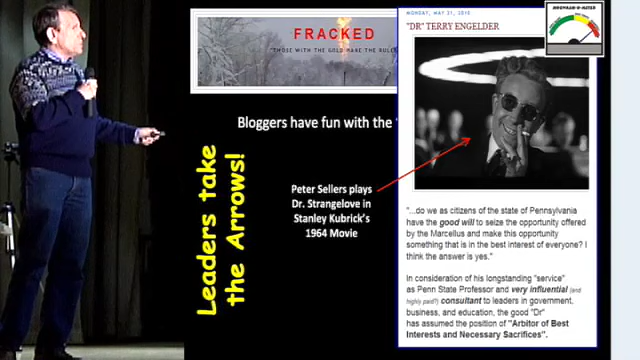 FRACKED
"THOSE WITH THE GOLD MAKE THE RULES
Bloggers have fun with the "
Leaders take
the Arrows!
Peter Sellers plays
Dr. Strangelove in
Stanley Kubrick's
1964 Movie
MONDAY, MAY 31, 2010
"DR" TERRY ENGELDER
"...do we as citizens of the state of Pennsylvania
have the good will to seize the opportunity offered
by the Marcellus and make this opportunity
something that is in the best interest of everyone? I
think the answer is yes."
In consideration of his longstanding "service"
as Penn State Professor and very influential (and
highly paid?) consultant to leaders in government,
business, and education, the good "Dr"
has assumed the position of "Arbitor of Best
Interests and Necessary Sacrifices".